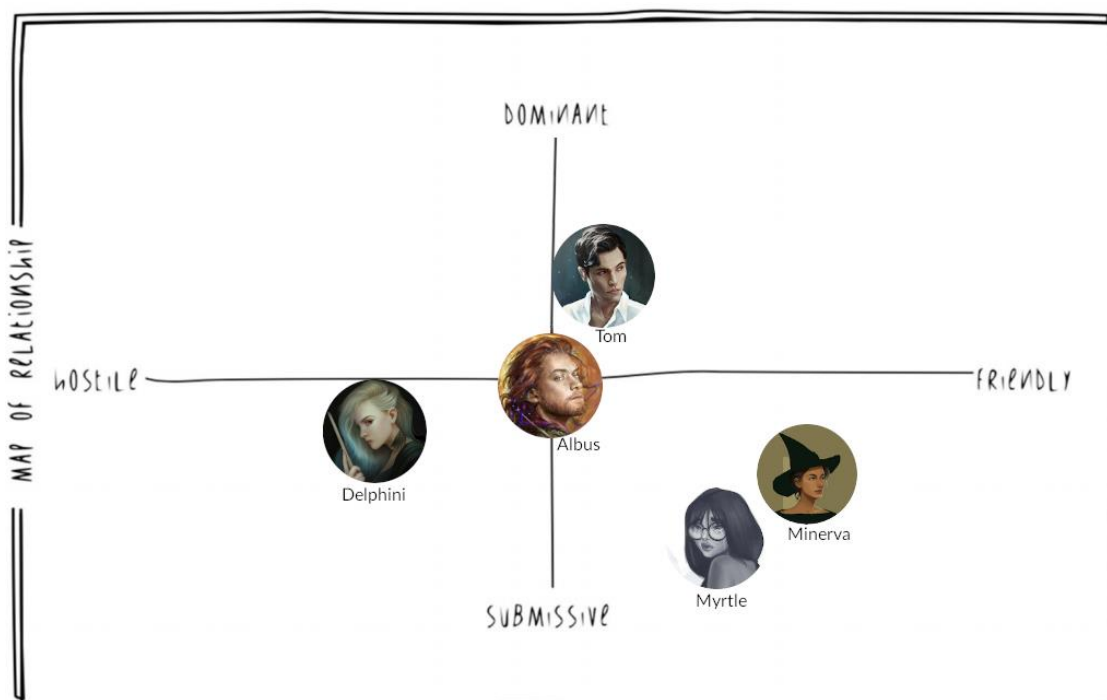 DOMINANT
MAP OF RELATIONSHIP
Tom
HOSTILE
FRIENDLY
Albus
Delphini
Minerva
Myrtle
SUBMISSIVE